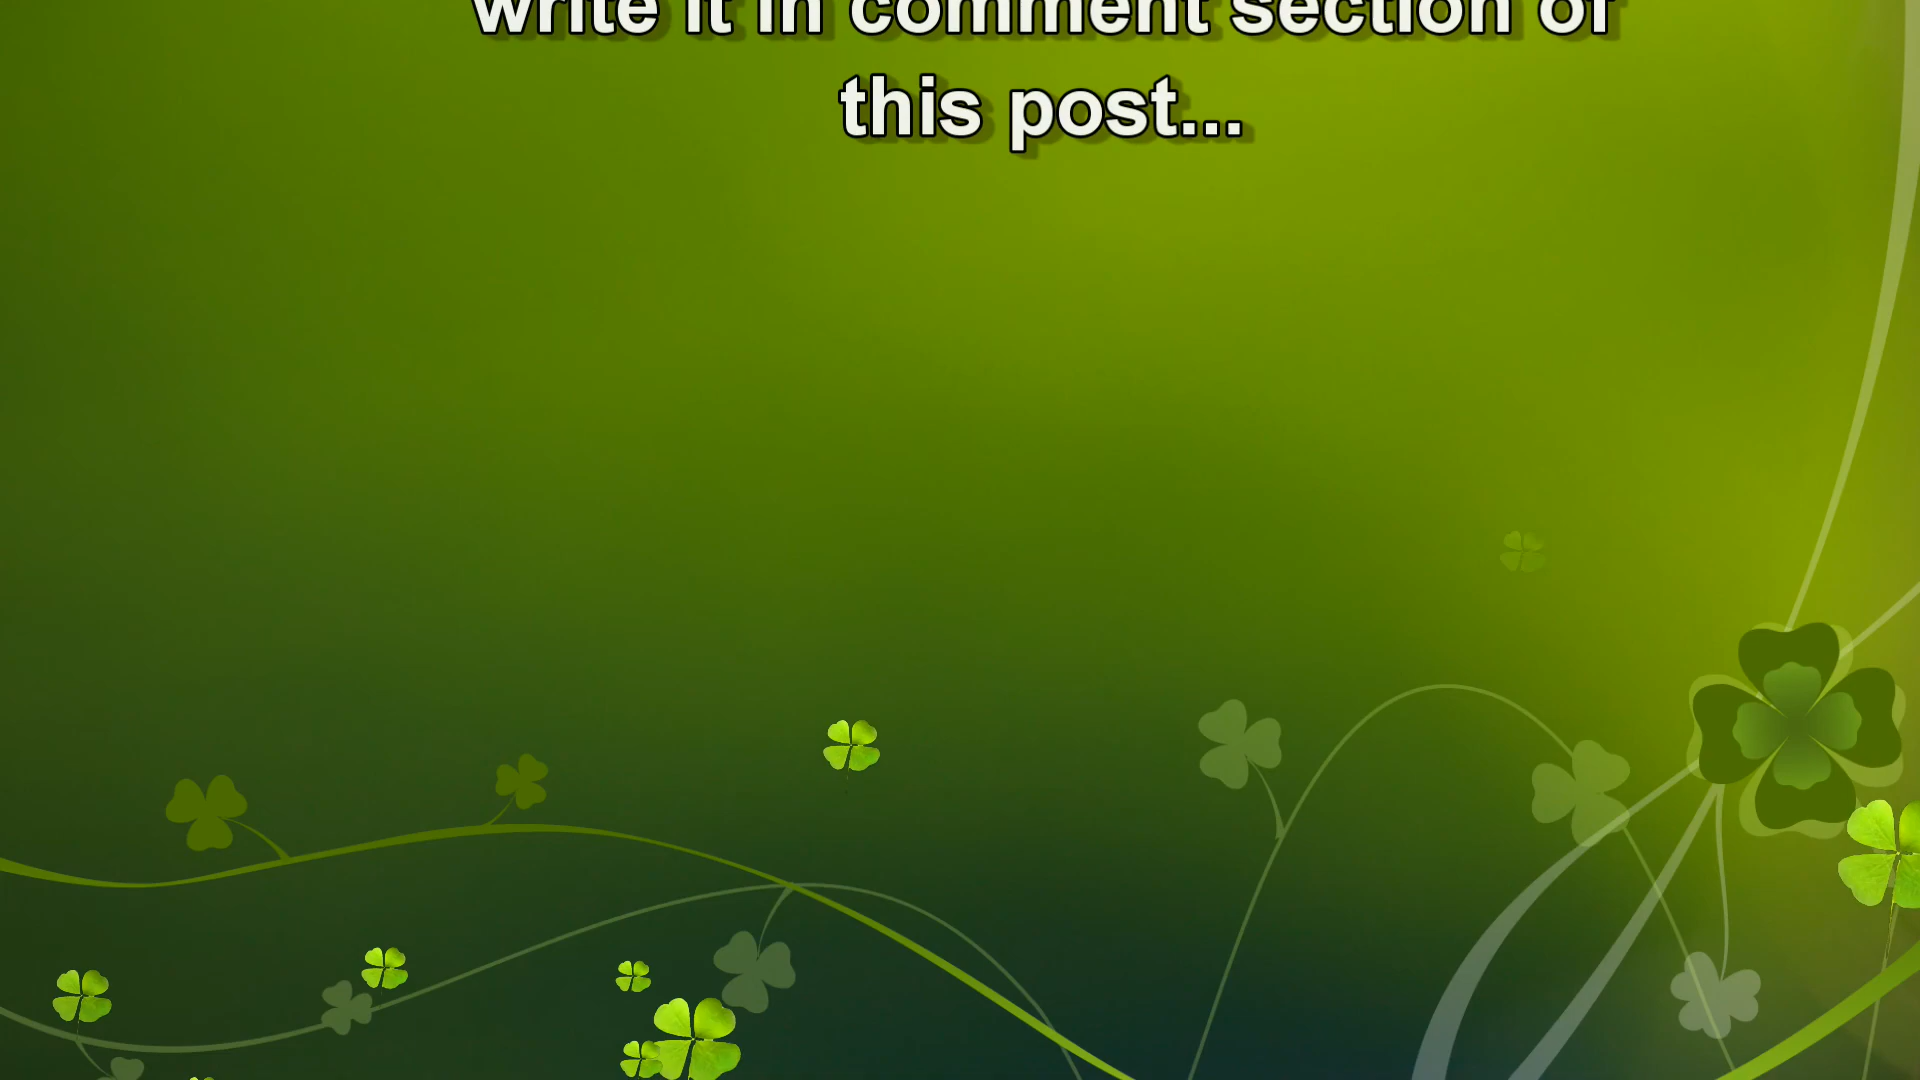 write it in comment section of
this post...